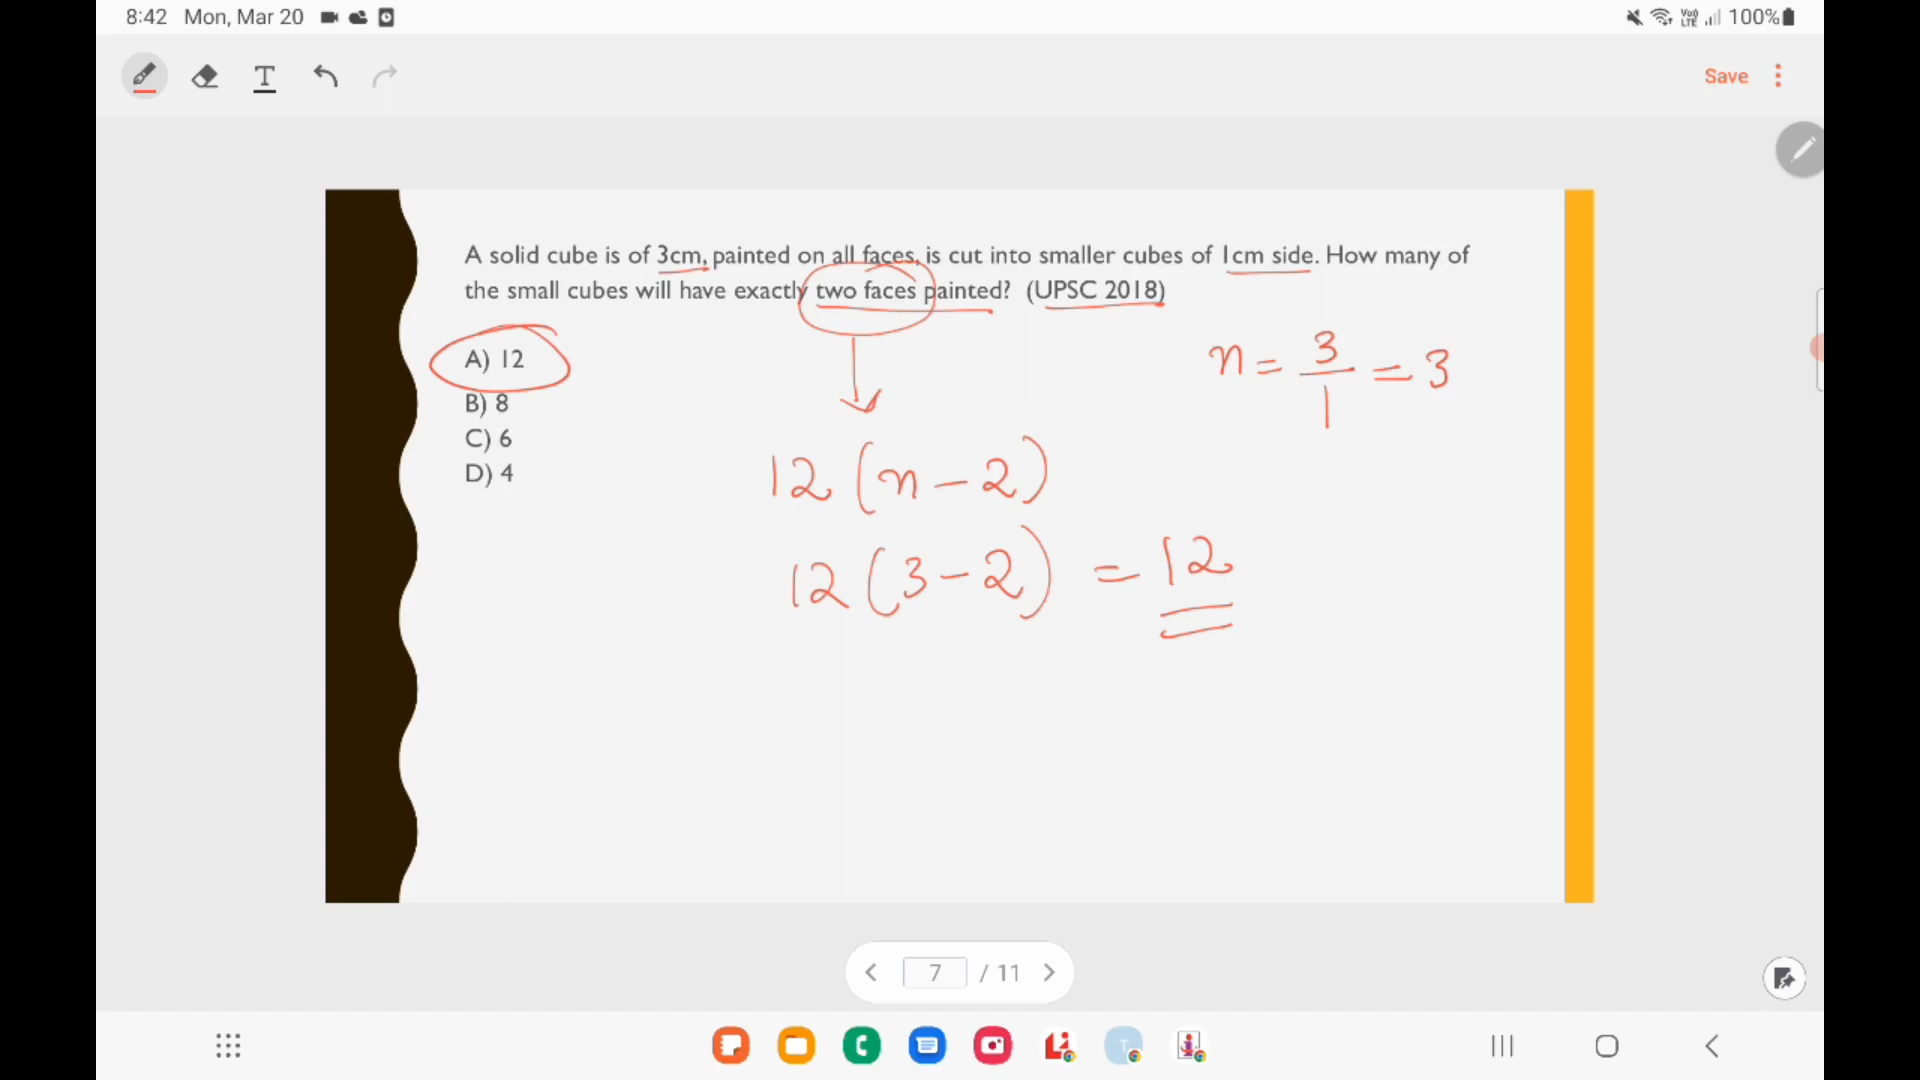 8:42 Mon, Mar 20
Vo) LTE 100%
T Save
A solid cube is of 3cm, painted on all faces, is cut into smaller cubes of 1cm side. How many of
the small cubes will have exactly two faces painted? (UPSC 2018)
A) 12
B) 8
C) 6
D) 4
n = 3/1 = 3
12 (n - 2)
12 (3 - 2) = 12
7 / 11